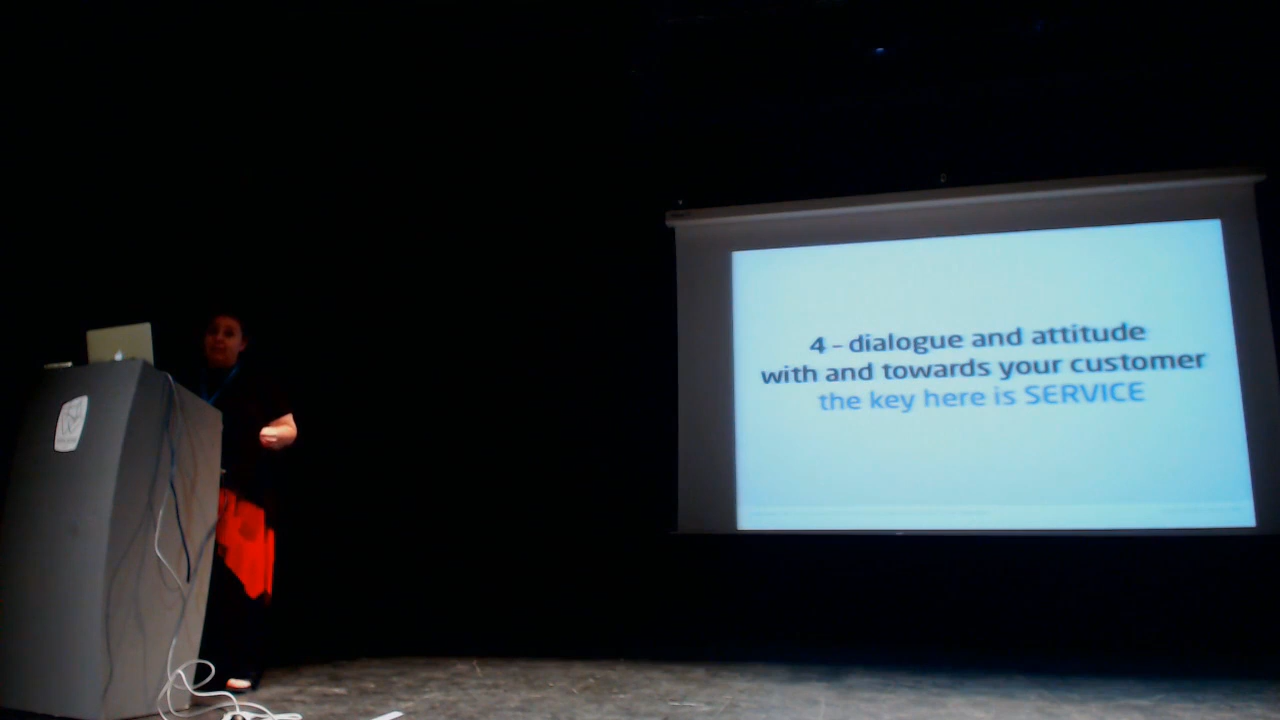 4 - dialogue and attitude
with and towards your customer
the key here is SERVICE